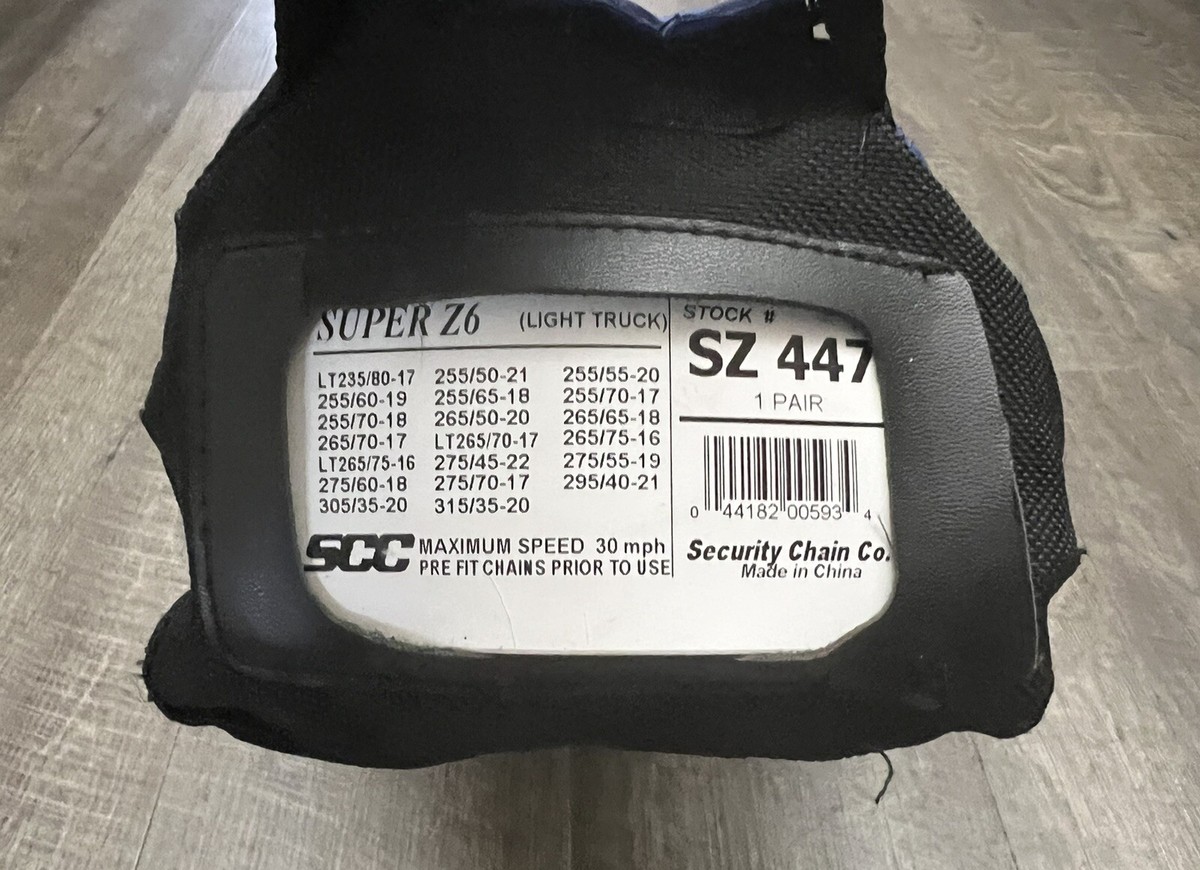 SUPER Z6 (LIGHT TRUCK)
LT235/80-17 255/50-21 255/55-20
255/60-19 255/65-18 255/70-17
255/70-18 265/50-20 265/65-18
265/70-17 LT265/70-17 265/75-16
LT265/75-16 275/45-22 275/55-19
275/60-18 275/70-17 295/40-21
305/35-20 315/35-20
SCC MAXIMUM SPEED 30 mph
PRE FIT CHAINS PRIOR TO USE
STOCK #
SZ 447
1 PAIR
0 44182 00593 4
Security Chain Co.
Made in China